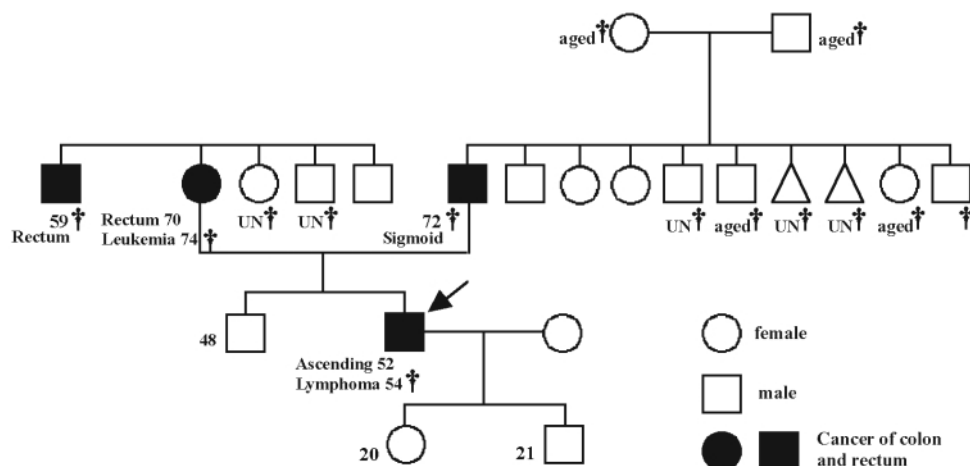 aged† aged†
59† Rectum 70 UN† UN† 72† UN† aged† UN† UN† aged† †
Rectum Leukemia 74† Sigmoid
48
Ascending 52
Lymphoma 54†
20 21
female
male
Cancer of colon
and rectum